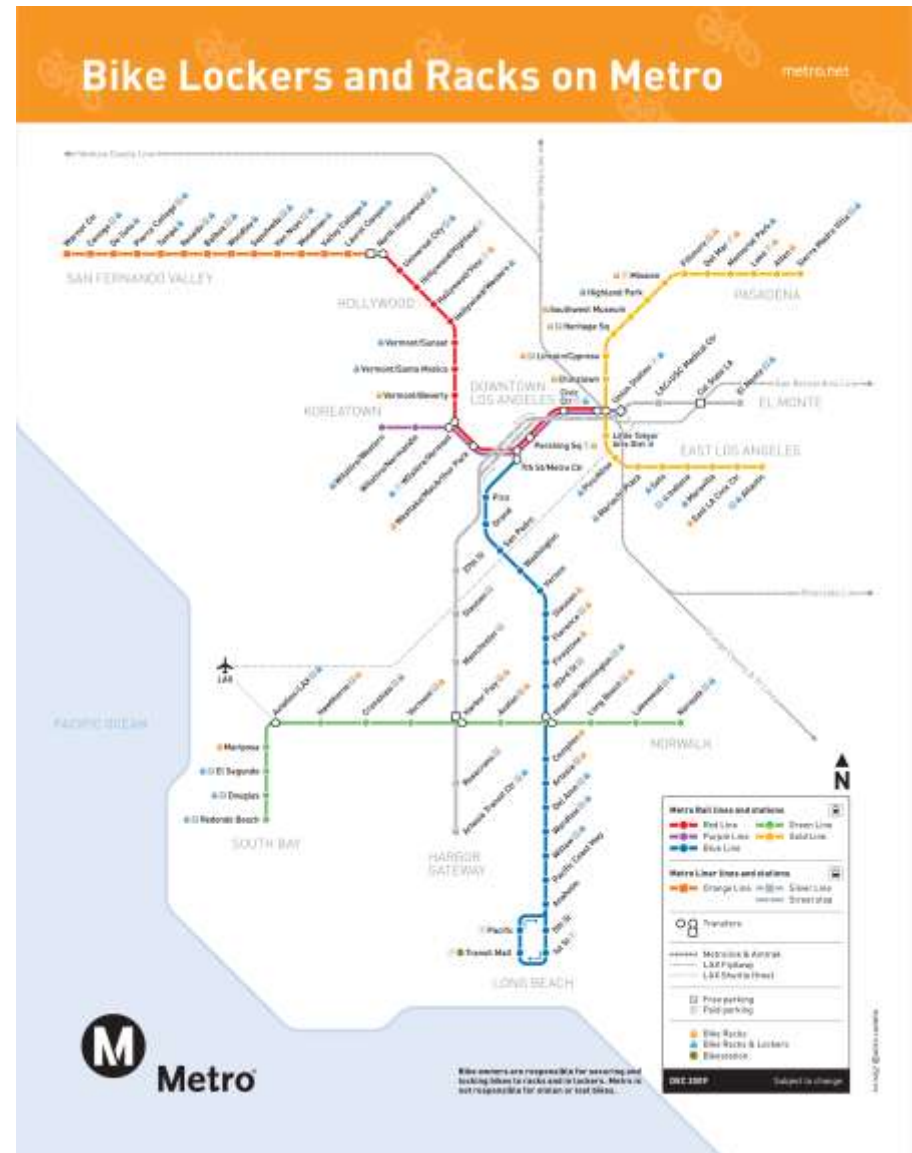 Bike Lockers and Racks on Metro
metro.net
Ventura County Line
Warner Ctr
Canoga
De Soto
Pierce College
Tampa
Reseda
Balboa
Woodley
Sepulveda
Van Nuys
Woodman
Valley College
Laurel Canyon
North Hollywood
Universal City
Hollywood/Highland
Hollywood/Vine
Hollywood/Western
SAN FERNANDO VALLEY
HOLLYWOOD
Vermont/Sunset
Vermont/Santa Monica
Vermont/Beverly
KOREATOWN
Wilshire/Western
Wilshire/Normandie
Wilshire/Vermont
Westlake/MacArthur Park
DOWNTOWN
LOS ANGELES
Civic
Ctr
Pershing Sq
7th St/Metro Ctr
Union Station
Fillmore
Del Mar
Memorial Park
Lake
Allen
Sierra Madre Villa
PASADENA
Mission
Highland Park
Southwest Museum
Heritage Sq
Lincoln/Cypress
Chinatown
LAC+USC Medical Ctr
Cal State LA
El Monte
San Bernardino Line
EL MONTE
Little Tokyo
Arts Dist
EAST LOS ANGELES
Pico/Aliso
Mariachi Plaza
Soto
Indiana
Maravilla
East LA Civic Ctr
Atlantic
Pico
Grand
San Pedro
Washington
Vernon
Slauson
Florence
Firestone
103rd St
Imperial/Wilmington
37th St
Slauson
Manchester
Harbor Fwy
Rosecrans
Artesia Transit Ctr
LAX
Aviation/LAX
Hawthorne
Crenshaw
Vermont
Avalon
Long Beach
Lakewood
Norwalk
NORWALK
PACIFIC OCEAN
Mariposa
El Segundo
Douglas
Redondo Beach
SOUTH BAY
HARBOR
GATEWAY
Compton
Artesia
Del Amo
Wardlow
Willow
Pacific Coast Hwy
Anaheim
5th St
1st St
Pacific
Transit Mall
LONG BEACH
N
Metro Rail lines and stations
Red Line
Green Line
Purple Line
Gold Line
Blue Line
Metro Liner lines and stations
Orange Line
Silver Line
Street stop
Transfers
Metrolink & Amtrak
LAX FlyAway
LAX Shuttle (free)
Free parking
Paid parking
Bike Racks
Bike Racks & Lockers
Bikestation
DEC 2009
Subject to change
M
Metro
Bike owners are responsible for securing and
locking bikes to racks and in lockers. Metro is
not responsible for stolen or lost bikes.